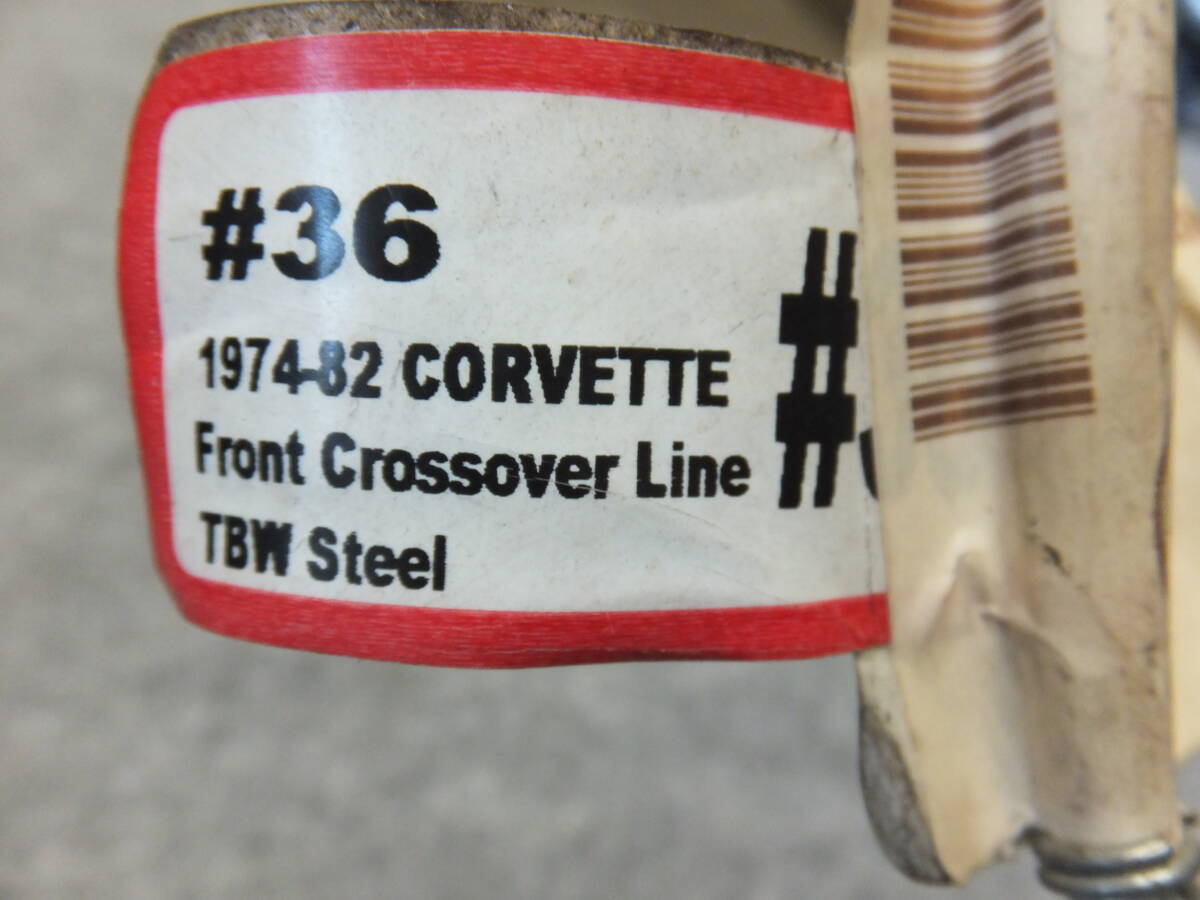 #36
1974-82 CORVETTE
Front Crossover Line
TBW Steel
#